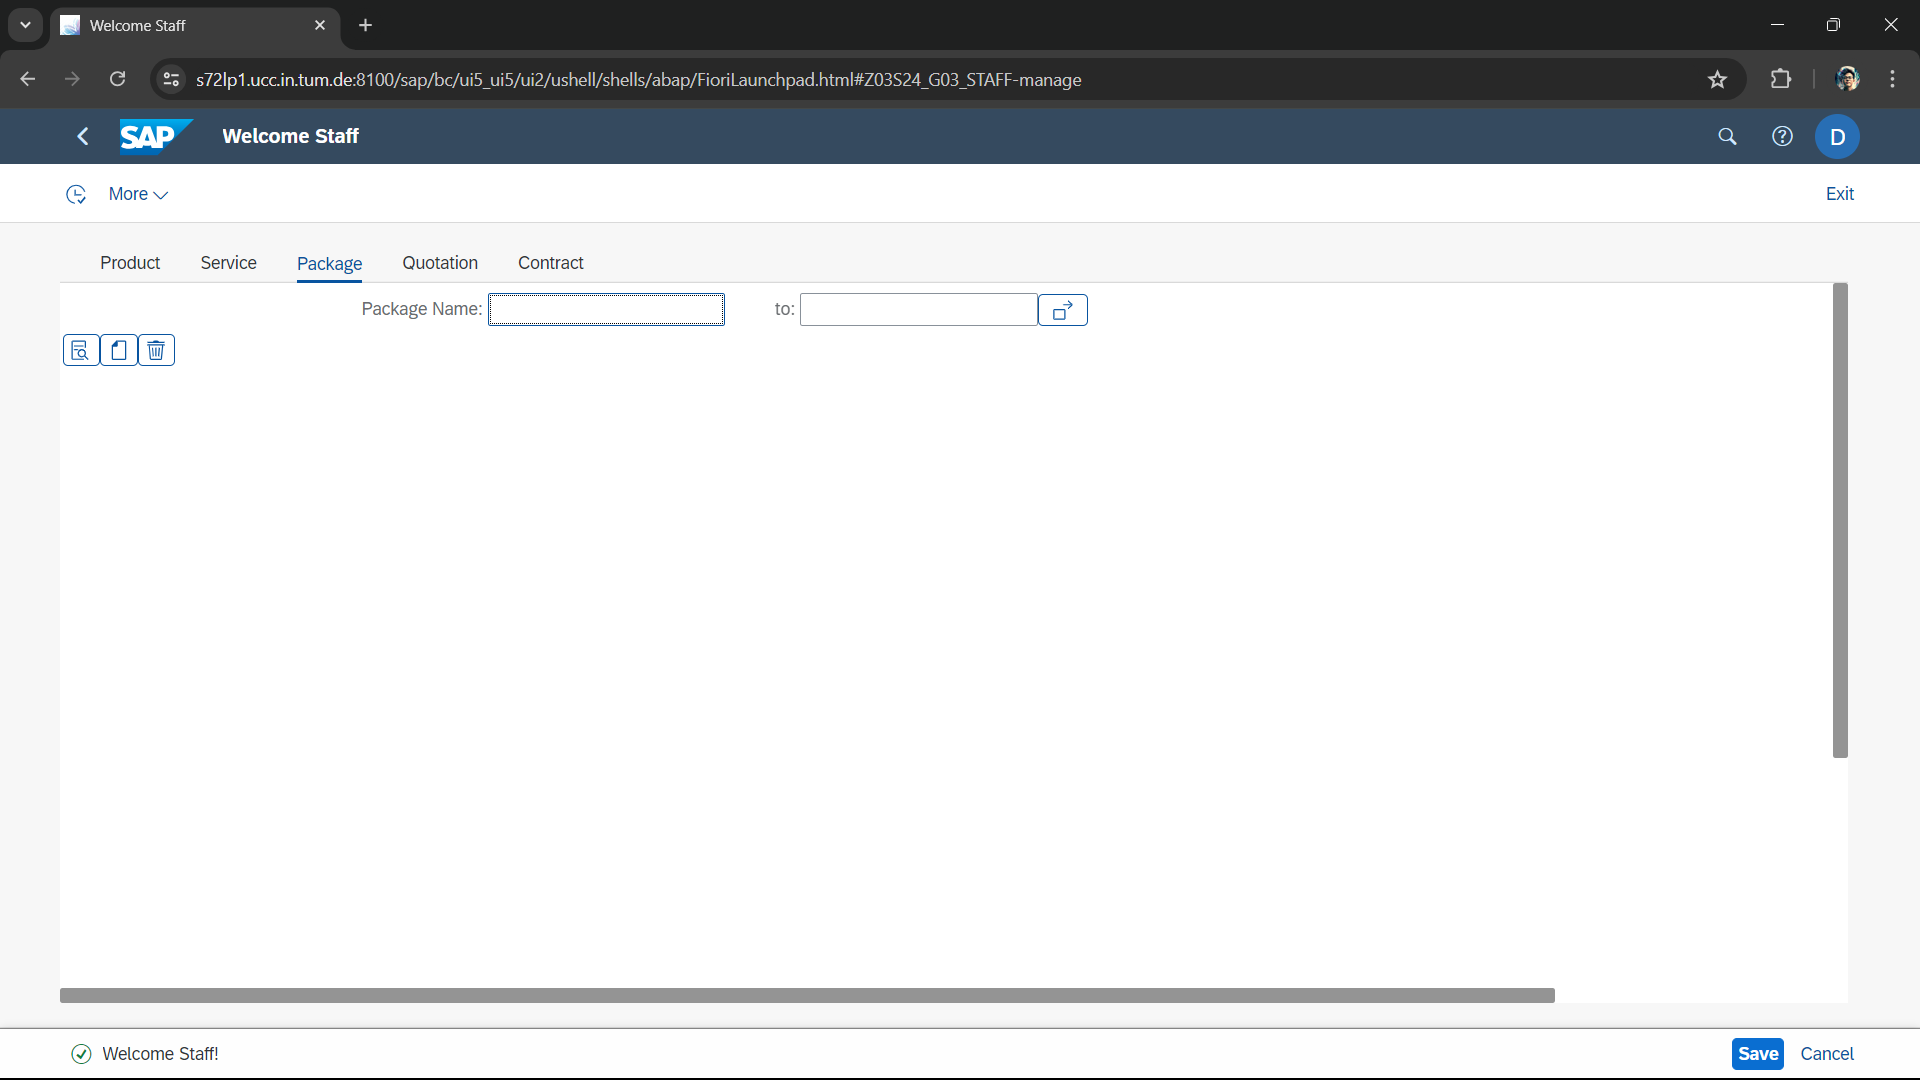 Welcome Staff
s72lp1.ucc.in.tum.de:8100/sap/bc/ui5_ui5/ui2/ushell/shells/abap/FioriLaunchpad.html#Z03S24_G03_STAFF-manage
SAP Welcome Staff D
More Exit
Product Service Package Quotation Contract
Package Name: to:
Welcome Staff! Save Cancel